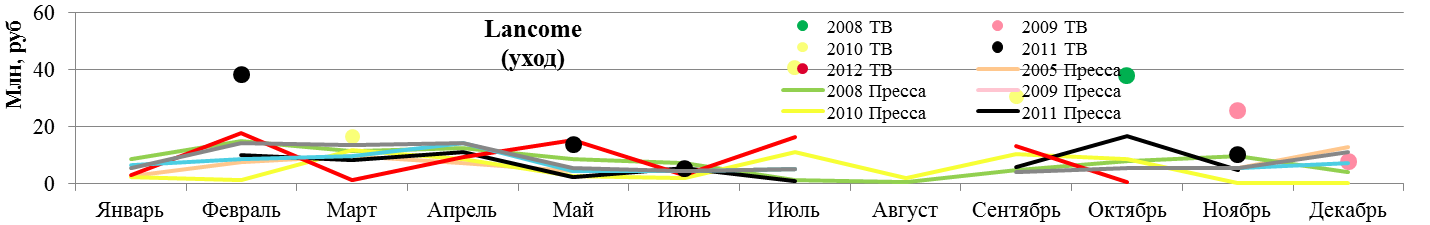 Млн, руб
60
40
20
0
Lancome
(уход)
2008 ТВ
2009 ТВ
2010 ТВ
2011 ТВ
2012 ТВ
2005 Пресса
2008 Пресса
2009 Пресса
2010 Пресса
2011 Пресса
Январь Февраль Март Апрель Май Июнь Июль Август Сентябрь Октябрь Ноябрь Декабрь